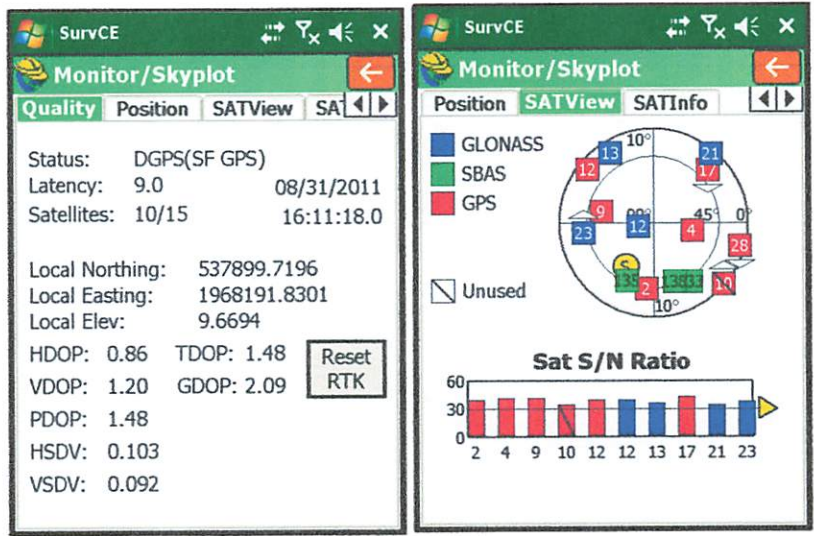 SurvCE
Monitor/Skyplot
Quality Position SATView SAT
Status: DGPS(SF GPS)
Latency: 9.0 08/31/2011
Satellites: 10/15 16:11:18.0
Local Northing: 537899.7196
Local Easting: 1968191.8301
Local Elev: 9.6694
HDOP: 0.86 TDOP: 1.48 Reset
VDOP: 1.20 GDOP: 2.09 RTK
PDOP: 1.48
HSDV: 0.103
VSDV: 0.092
SurvCE
Monitor/Skyplot
Position SATView SATInfo
GLONASS
SBAS
GPS
Unused
10°
13
21
12
17
9
45°
0°
23
12
4
28
S
135
2
138
133
10
10°
Sat S/N Ratio
60
30
0
2 4 9 10 12 12 13 17 21 23